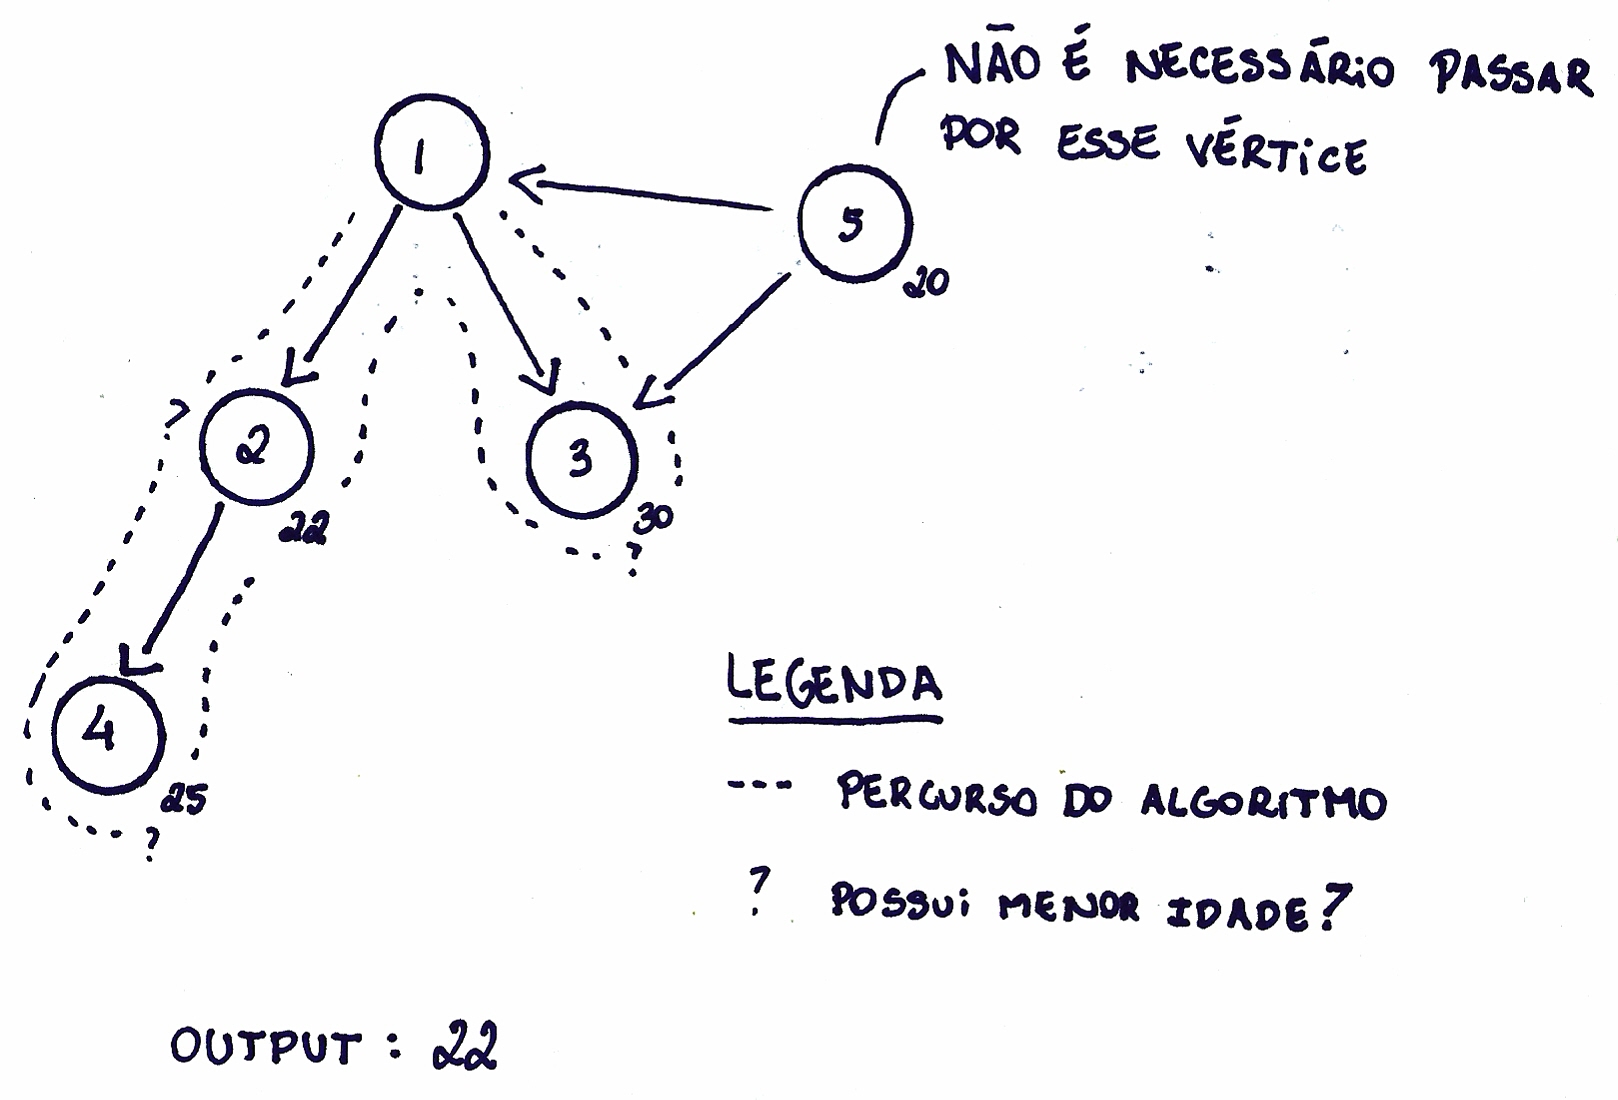 NÃO É NECESSÁRIO PASSAR
POR ESSE VÉRTICE
1
5
20
?
2
22
3
30
?
4
25
?
LEGENDA
--- PERCURSO DO ALGORITMO
? POSSUI MENOR IDADE?
OUTPUT : 22